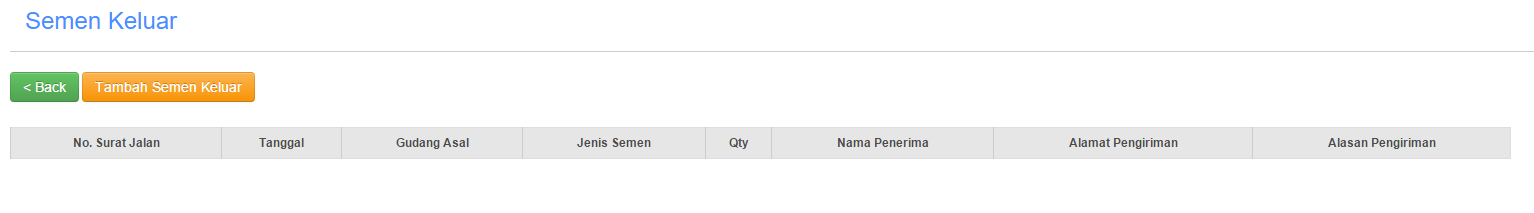 Semen Keluar
< Back Tambah Semen Keluar
No. Surat Jalan Tanggal Gudang Asal Jenis Semen Qty Nama Penerima Alamat Pengiriman Alasan Pengiriman